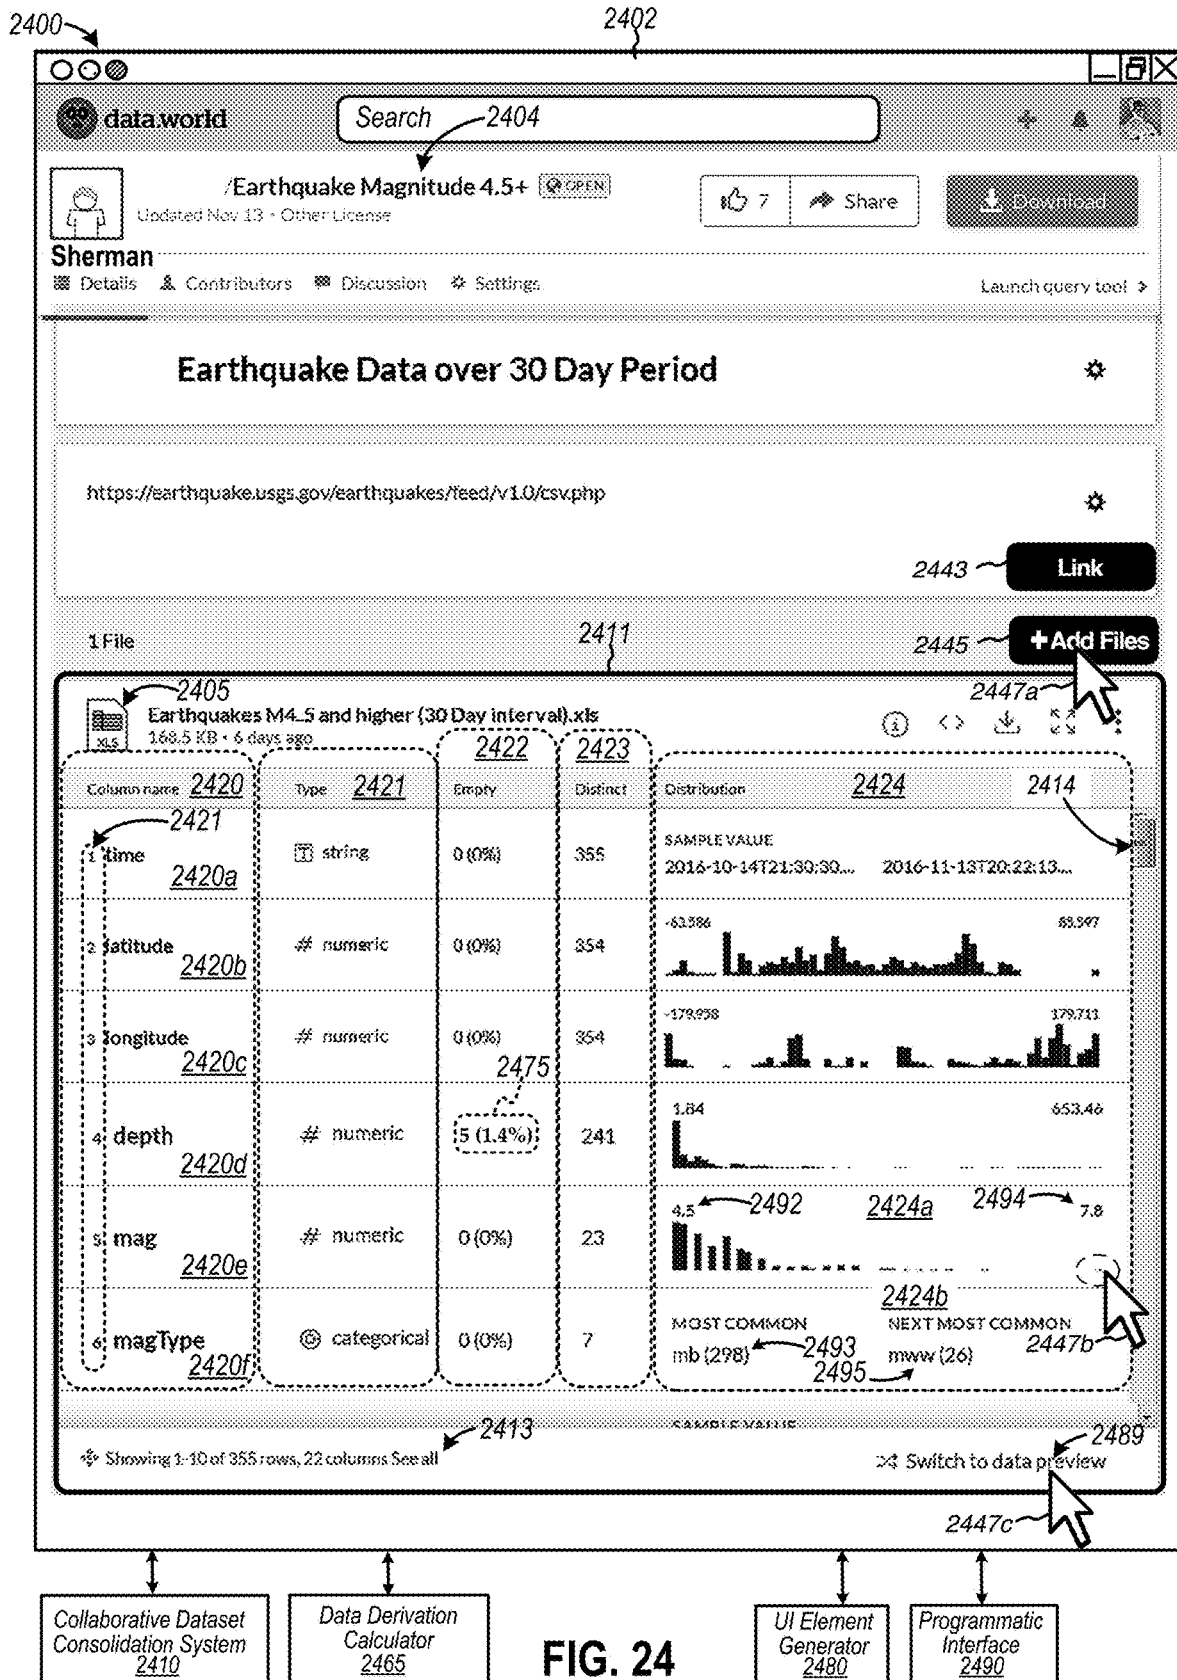 2400
2402
data.world
Search
2404
/Earthquake Magnitude 4.5+ OPEN
7
Share
Download
Updated Nov 13 • Other License
Sherman
Details Contributors Discussion Settings
Launch query tool >
Earthquake Data over 30 Day Period
https://earthquake.usgs.gov/earthquakes/feed/v1.0/csv.php
2443
Link
1 File
2411
2445
+Add Files
2447a
2405
Earthquakes M4.5 and higher (30 Day interval).xls
XLS
168.5 KB • 6 days ago
2422
2423
Column name 2420
Type 2421
Empty
Distinct
Distribution
2424
2414
2421
1 time
2420a
string
0 (0%)
355
SAMPLE VALUE
2016-10-14T21:30:30... 2016-11-13T20:22:13...
2 latitude
2420b
# numeric
0 (0%)
354
-63.586
85.597
3 longitude
2420c
# numeric
0 (0%)
354
-179.958
179.711
2475
4 depth
2420d
# numeric
5 (1.4%)
241
1.84
653.46
5 mag
2420e
# numeric
0 (0%)
23
4.5
2492
2424a
2494
7.8
2424b
6 magType
2420f
categorical
0 (0%)
7
MOST COMMON
mb (298)
2493
2495
NEXT MOST COMMON
mww (26)
2447b
SAMPLE VALUE
2413
Showing 1-10 of 355 rows, 22 columns See all
2489
Switch to data preview
2447c
Collaborative Dataset
Consolidation System
2410
Data Derivation
Calculator
2465
FIG. 24
UI Element
Generator
2480
Programmatic
Interface
2490